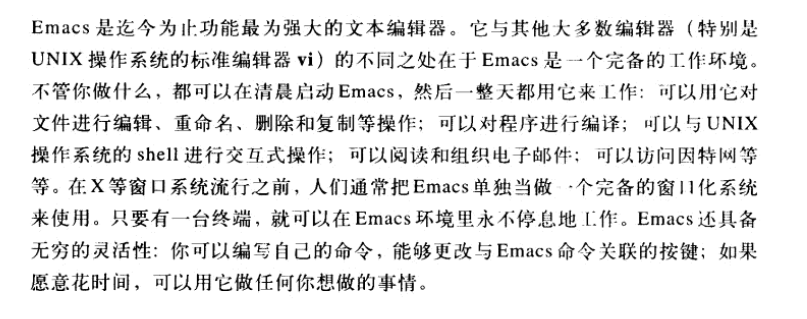 Emacs 是迄今为止功能最为强大的文本编辑器。它与其他大多数编辑器（特别是
UNIX 操作系统的标准编辑器 vi）的不同之处在于 Emacs 是一个完备的工作环境。
不管你做什么，都可以在清晨启动 Emacs，然后一整天都用它来工作：可以用它对
文件进行编辑、重命名、删除和复制等操作；可以对程序进行编译；可以与 UNIX
操作系统的 shell 进行交互式操作；可以阅读和组织电子邮件；可以访问因特网等
等。在 X 等窗口系统流行之前，人们通常把 Emacs 单独当做一个完备的窗口化系统
来使用。只要有一台终端，就可以在 Emacs 环境里永不停息地工作。Emacs 还具备
无穷的灵活性：你可以编写自己的命令，能够更改与 Emacs 命令关联的按键；如果
愿意花时间，可以用它做任何你想做的事情。